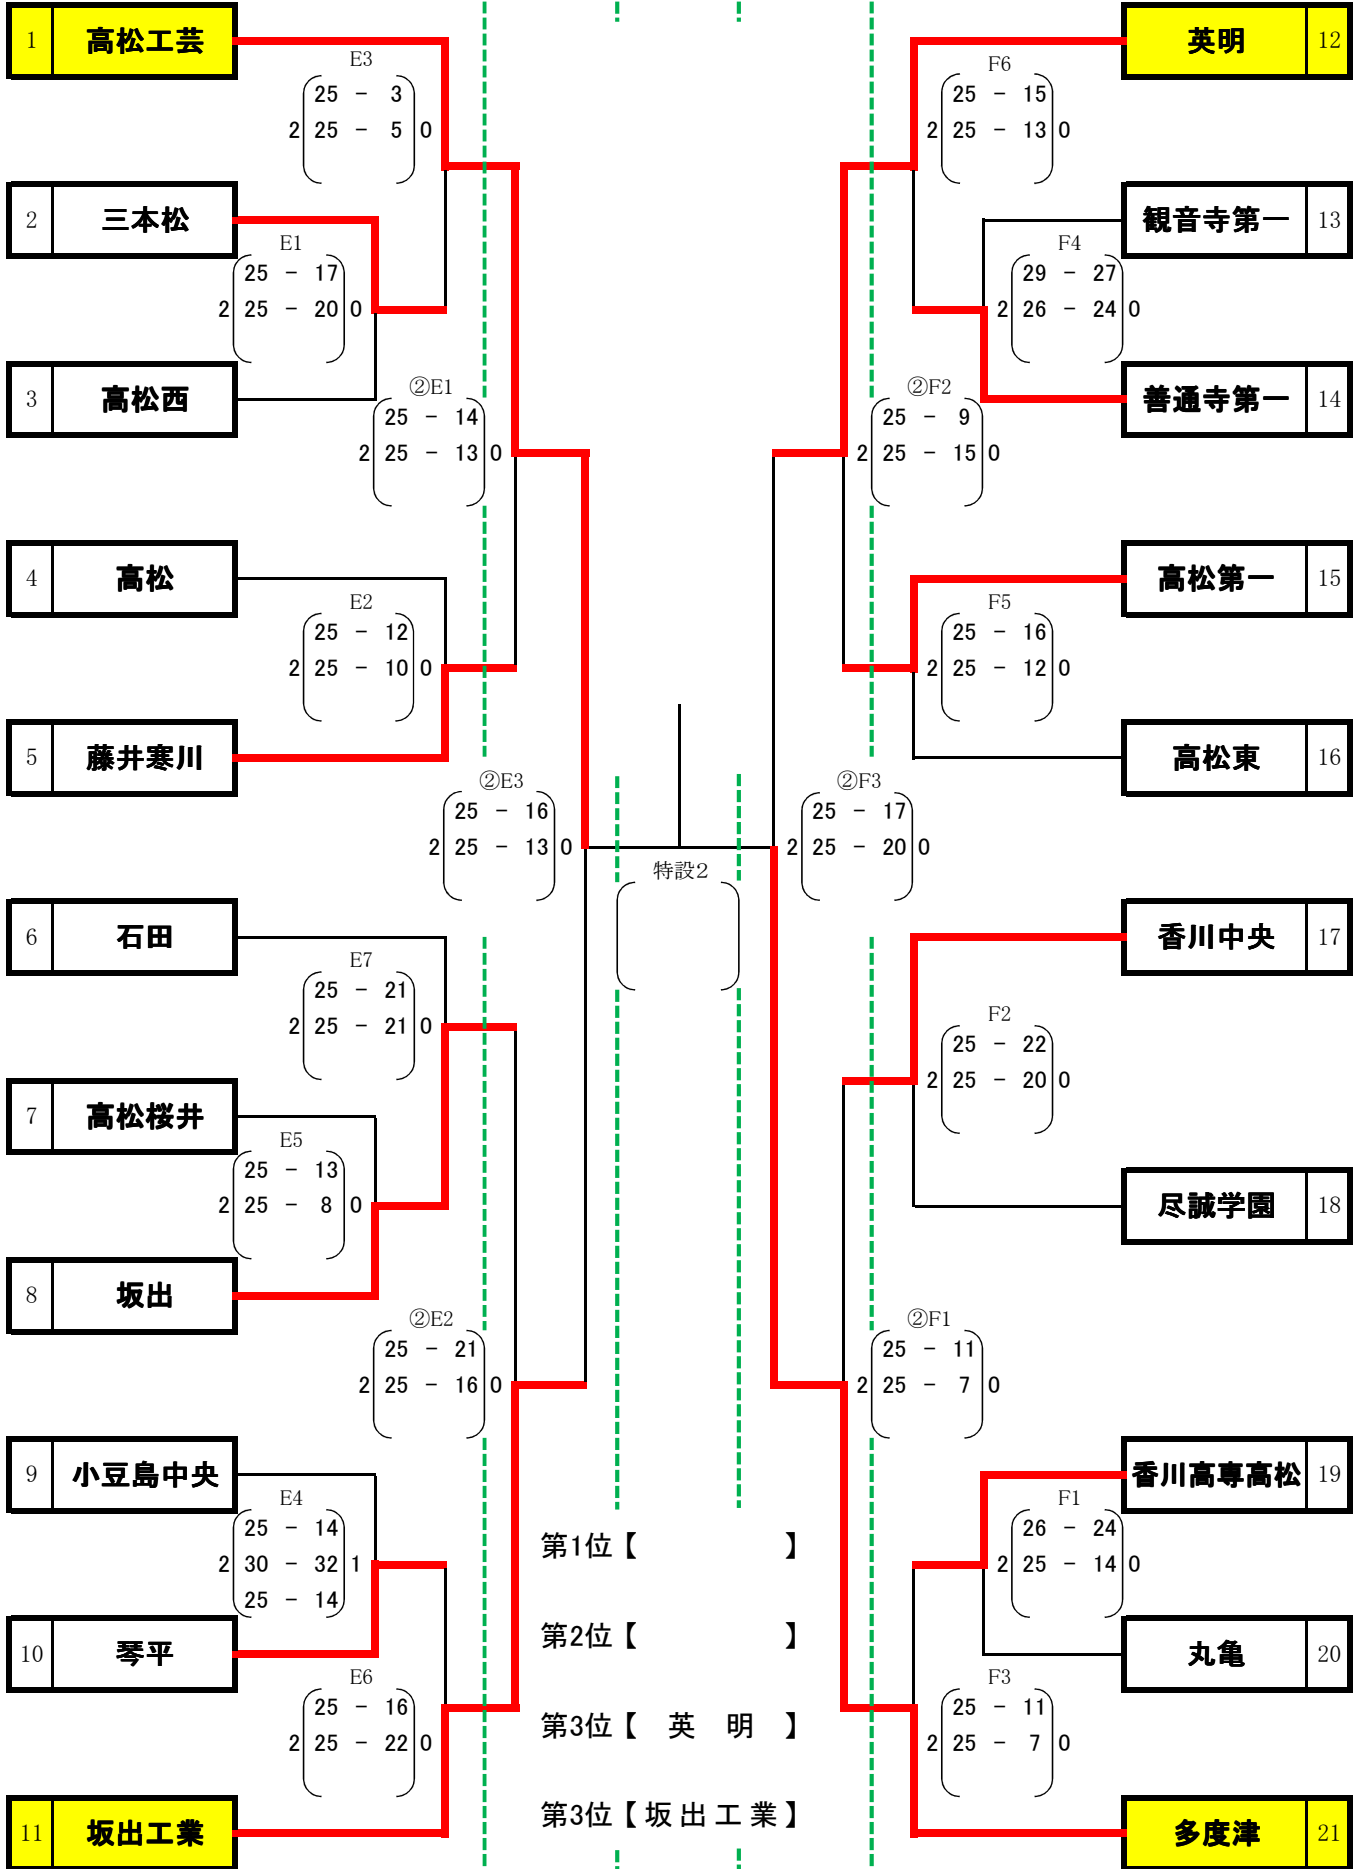 1 高松工芸
E3
25 - 3
2 25 - 5 0
2 三本松
E1
25 - 17
2 25 - 20 0
3 高松西
②E1
25 - 14
2 25 - 13 0
4 高松
E2
25 - 12
2 25 - 10 0
5 藤井寒川
②E3
25 - 16
2 25 - 13 0
6 石田
E7
25 - 21
2 25 - 21 0
7 高松桜井
E5
25 - 13
2 25 - 8 0
8 坂出
②E2
25 - 21
2 25 - 16 0
9 小豆島中央
E4
25 - 14
2 30 - 32 1
25 - 14
10 琴平
E6
25 - 16
2 25 - 22 0
11 坂出工業
特設2
第1位【 】
第2位【 】
第3位【 英 明 】
第3位【坂出工業】
英明 12
F6
25 - 15
2 25 - 13 0
観音寺第一 13
F4
29 - 27
2 26 - 24 0
善通寺第一 14
②F2
25 - 9
2 25 - 15 0
高松第一 15
F5
25 - 16
2 25 - 12 0
高松東 16
②F3
25 - 17
2 25 - 20 0
香川中央 17
F2
25 - 22
2 25 - 20 0
尽誠学園 18
②F1
25 - 11
2 25 - 7 0
香川高専高松 19
F1
26 - 24
2 25 - 14 0
丸亀 20
F3
25 - 11
2 25 - 7 0
多度津 21